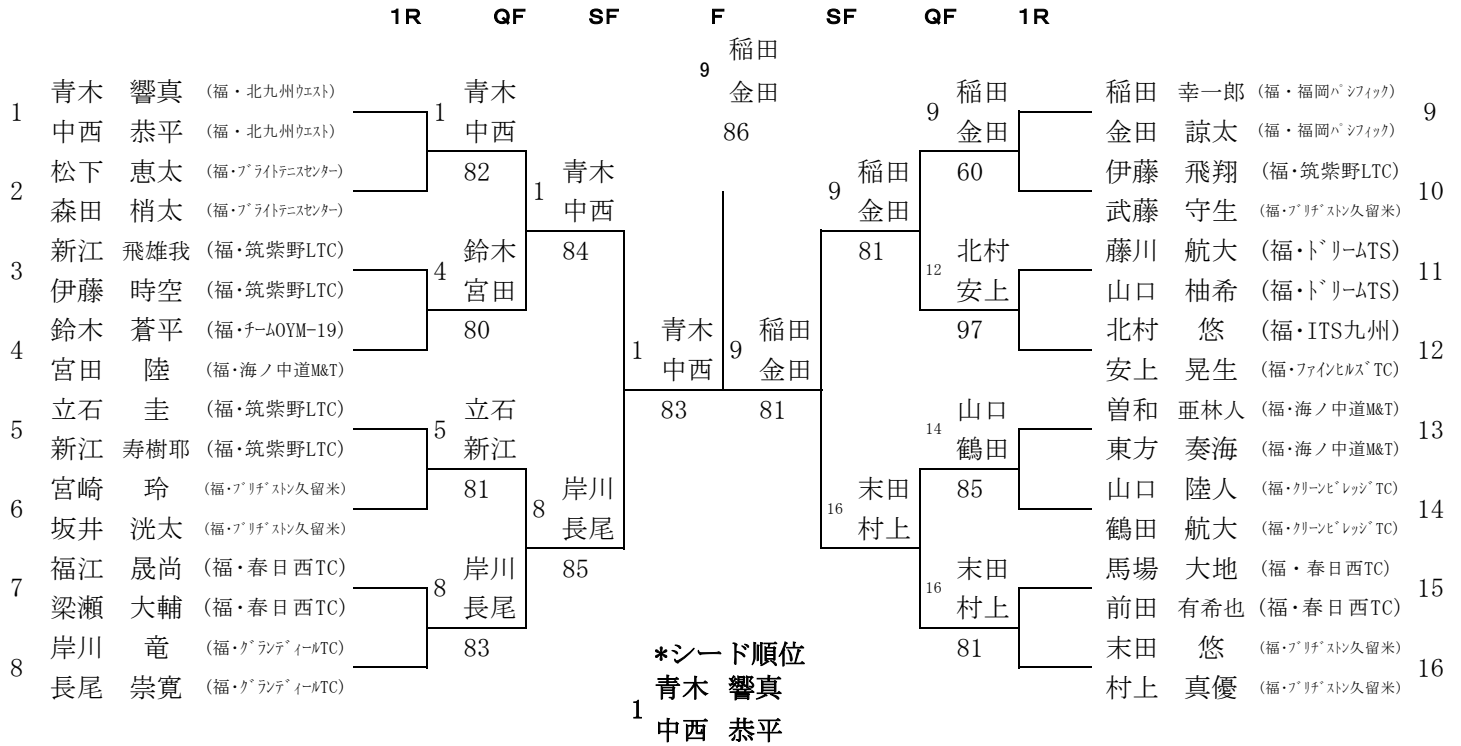 1R QF SF F SF QF 1R
稲田
9
金田
86
青木 響真 (福・北九州ウエスト)
1
中西 恭平 (福・北九州ウエスト)
松下 恵太 (福・ブライトテニスセンター)
2
森田 梢太 (福・ブライトテニスセンター)
新江 飛雄我 (福・筑紫野LTC)
3
伊藤 時空 (福・筑紫野LTC)
鈴木 蒼平 (福・チームOYM-19)
4
宮田 陸 (福・海ノ中道M&T)
立石 圭 (福・筑紫野LTC)
5
新江 寿樹耶 (福・筑紫野LTC)
宮崎 玲 (福・ブリヂストン久留米)
6
坂井 洸太 (福・ブリヂストン久留米)
福江 晟尚 (福・春日西TC)
7
梁瀬 大輔 (福・春日西TC)
岸川 竜 (福・グランディールTC)
8
長尾 崇寛 (福・グランディールTC)
青木
1
中西
82
鈴木
4
宮田
80
立石
5
新江
81
岸川
8
長尾
83
青木
1
中西
84
岸川
8
長尾
85
青木
1
中西
83
稲田
9
金田
81
稲田
9
金田
81
末田
16
村上
稲田
9
金田
60
北村
12
安上
97
山口
14
鶴田
85
末田
16
村上
81
稲田 幸一郎 (福・福岡パシフィック)
9
金田 諒太 (福・福岡パシフィック)
伊藤 飛翔 (福・筑紫野LTC)
10
武藤 守生 (福・ブリヂストン久留米)
藤川 航大 (福・ドリームTS)
11
山口 柚希 (福・ドリームTS)
北村 悠 (福・ITS九州)
12
安上 晃生 (福・ファインヒルズTC)
曽和 亜林人 (福・海ノ中道M&T)
13
東方 奏海 (福・海ノ中道M&T)
山口 陸人 (福・グリーンビレッジTC)
14
鶴田 航大 (福・グリーンビレッジTC)
馬場 大地 (福・春日西TC)
15
前田 有希也 (福・春日西TC)
末田 悠 (福・ブリヂストン久留米)
16
村上 真優 (福・ブリヂストン久留米)
*シード順位
青木 響真
1
中西 恭平